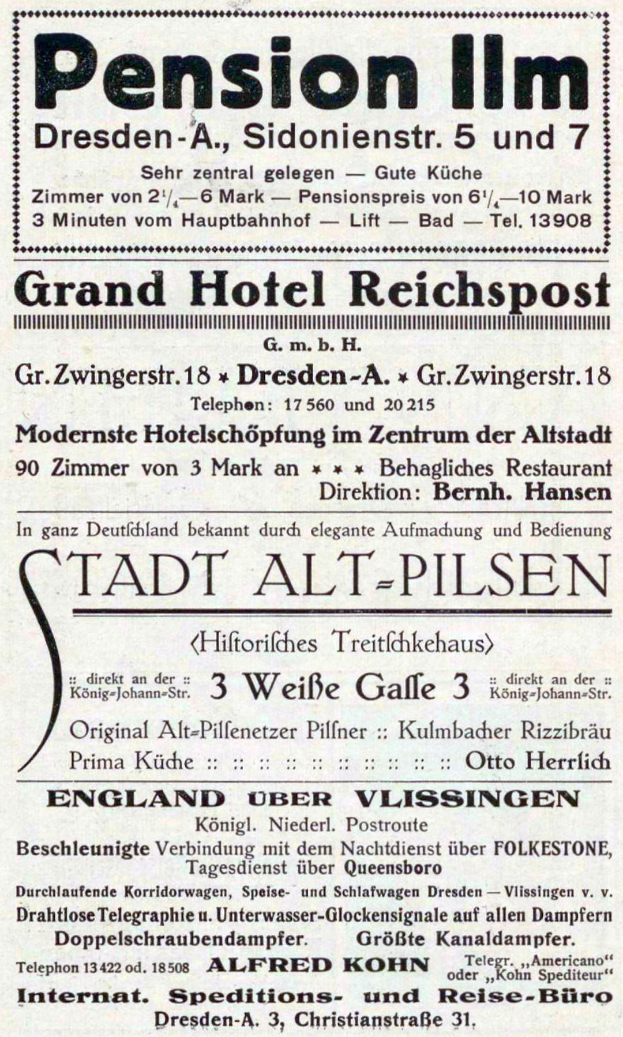 Pension Ilm
Dresden-A., Sidonienstr. 5 und 7
Sehr zentral gelegen — Gute Küche
Zimmer von 2¹/₄—6 Mark — Pensionspreis von 6¹/₄—10 Mark
3 Minuten vom Hauptbahnhof — Lift — Bad — Tel. 13908
Grand Hotel Reichspost
G. m. b. H.
Gr. Zwingerstr. 18 * Dresden-A. * Gr. Zwingerstr. 18
Telephon: 17560 und 20215
Modernste Hotelschöpfung im Zentrum der Altstadt
90 Zimmer von 3 Mark an * * * Behagliches Restaurant
Direktion: Bernh. Hansen
In ganz Deutſchland bekannt durch elegante Aufmachung und Bedienung
STADT ALT-PILSEN
(Hiſtoriſches Treitſchkehaus)
:: direkt an der :: König-Johann-Str. 3 Weiße Gaſſe 3 :: direkt an der :: König-Johann-Str.
Original Alt-Pilſenetzer Pilſner :: Kulmbacher Rizzibräu
Prima Küche :: :: :: :: :: :: :: :: :: :: Otto Herrlich
ENGLAND ÜBER VLISSINGEN
Königl. Niederl. Postroute
Beschleunigte Verbindung mit dem Nachtdienst über FOLKESTONE,
Tagesdienst über Queensboro
Durchlaufende Korridorwagen, Speise- und Schlafwagen Dresden — Vlissingen v. v.
Drahtlose Telegraphie u. Unterwasser-Glockensignale auf allen Dampfern
Doppelschraubendampfer. Größte Kanaldampfer.
Telephon 13422 od. 18508 ALFRED KOHN Telegr. „Americano“ oder „Kohn Spediteur“
Internat. Speditions- und Reise-Büro
Dresden-A. 3, Christianstraße 31.